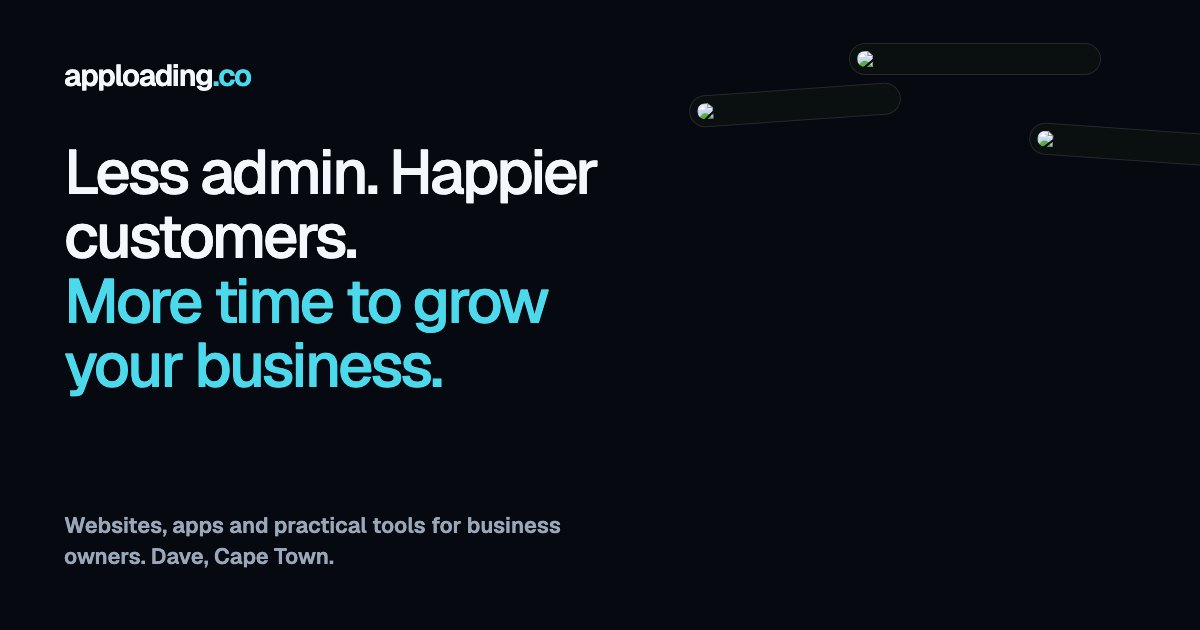 apploading.co
Less admin. Happier
customers.
More time to grow
your business.
Websites, apps and practical tools for business
owners. Dave, Cape Town.